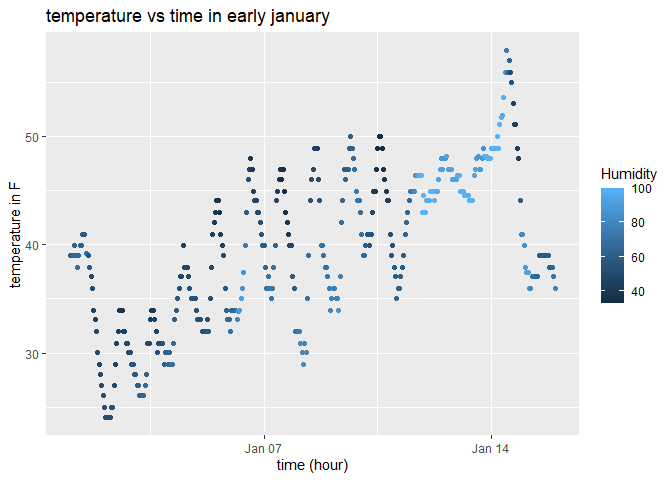 temperature vs time in early january
temperature in F
50
40
30
Jan 07
Jan 14
time (hour)
Humidity
100
80
60
40